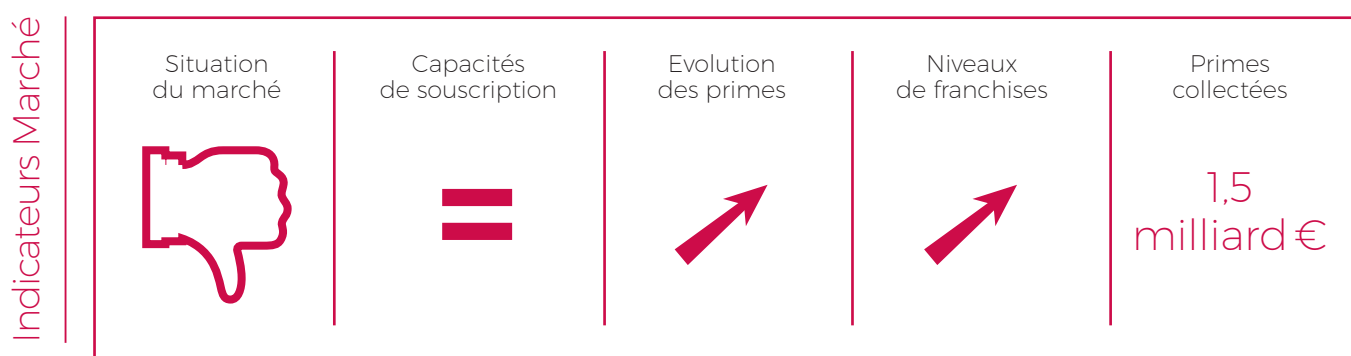 Indicateurs Marché
Situation
du marché
Capacités
de souscription
Evolution
des primes
Niveaux
de franchises
Primes
collectées
1,5
milliard €